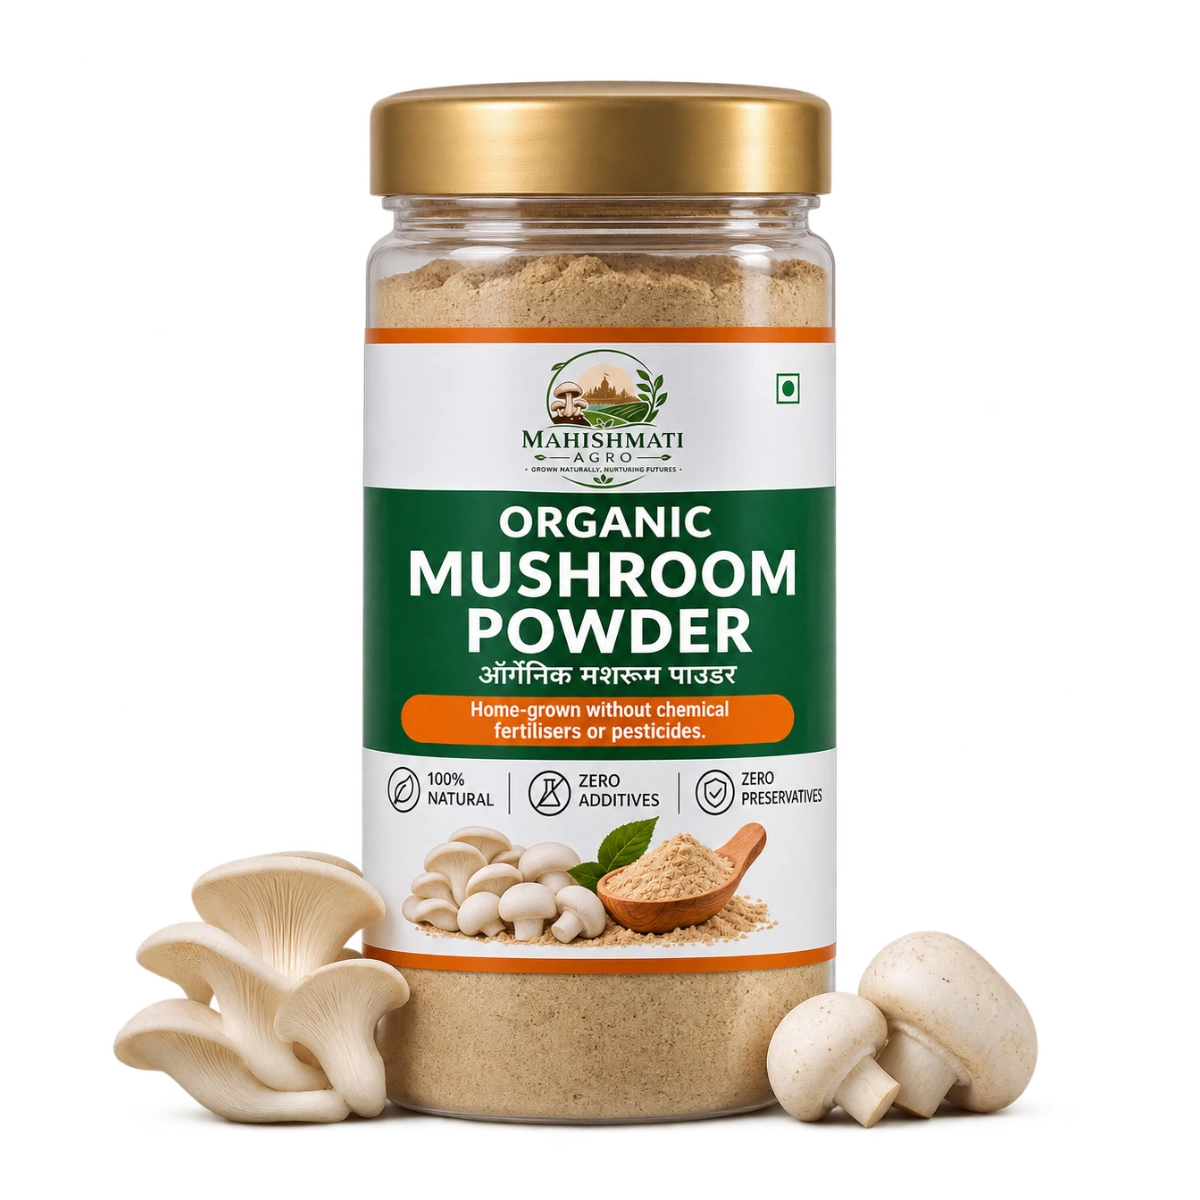 MAHISHMATI
AGRO
• GROWN NATURALLY, NURTURING FUTURES •
ORGANIC
MUSHROOM
POWDER
ऑर्गेनिक मशरूम पाउडर
Home-grown without chemical
fertilisers or pesticides.
100%
NATURAL
ZERO
ADDITIVES
ZERO
PRESERVATIVES